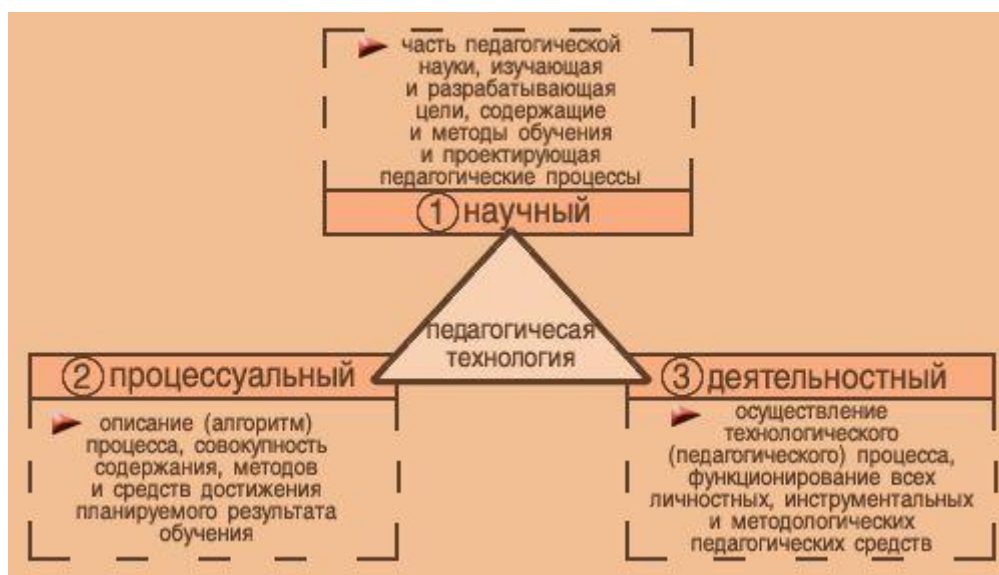 часть педагогической
науки, изучающая
и разрабатывающая
цели, содержащие
и методы обучения
и проектирующая
педагогические процессы
1 научный
педагогичесая
технология
2 процессуальный
описание (алгоритм)
процесса, совокупность
содержания, методов
и средств достижения
планируемого результата
обучения
3 деятельностный
осуществление
технологического
(педагогического) процесса,
функционирование всех
личностных, инструментальных
и методологических
педагогических средств